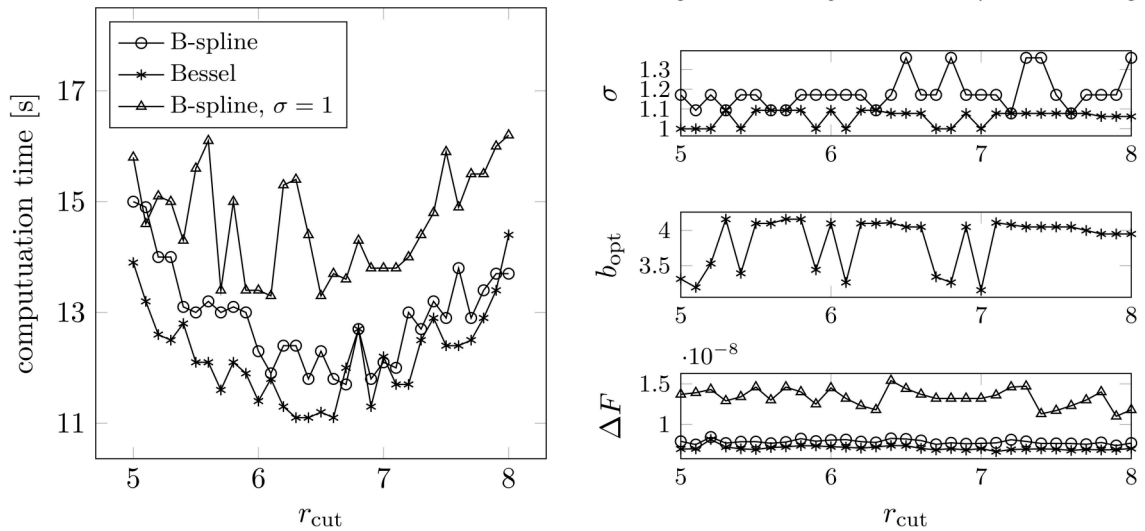 B-spline
Bessel
B-spline, σ = 1
computuation time [s]
17
15
13
11
5 6 7 8
r_cut
σ
1.3
1.2
1.1
1
5 6 7 8
b_opt
4
3.5
5 6 7 8
·10^-8
ΔF
1.5
1
5 6 7 8
r_cut